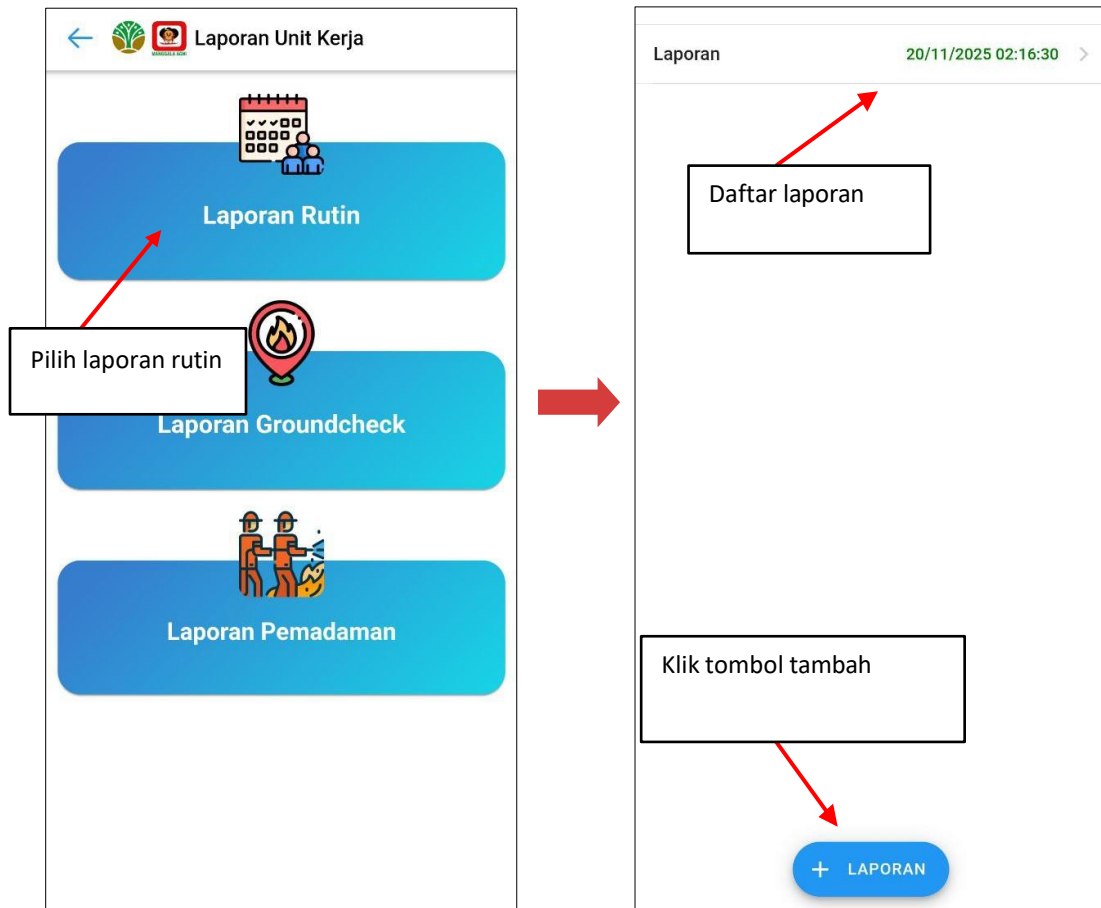 Laporan Unit Kerja
Laporan Rutin
Pilih laporan rutin
Laporan Groundcheck
Laporan Pemadaman
Laporan 20/11/2025 02:16:30
Daftar laporan
Klik tombol tambah
+ LAPORAN